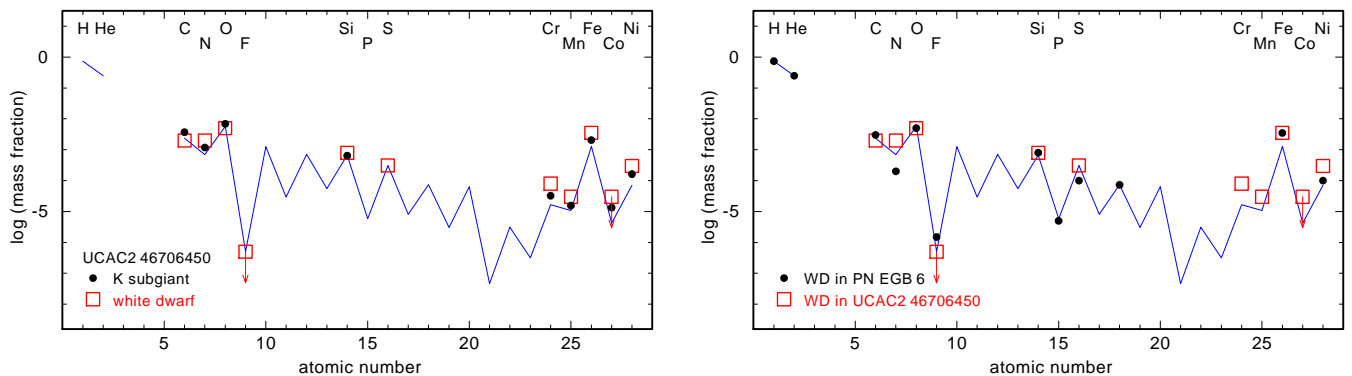 H He C O Si S Cr Fe Ni
N F P Mn Co
0
-5
log (mass fraction)
UCAC2 46706450
K subgiant
white dwarf
5 10 15 20 25
atomic number
H He C O Si S Cr Fe Ni
N F P Mn Co
0
-5
log (mass fraction)
WD in PN EGB 6
WD in UCAC2 46706450
5 10 15 20 25
atomic number